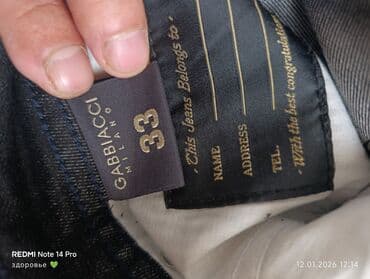 GABBIACCI
MILANO
33
- This Jeans Belongs to -
NAME
ADDRESS
TEL.
- With the best congratulations
REDMI Note 14 Pro
здоровье 💚
12.01.2026 12:14